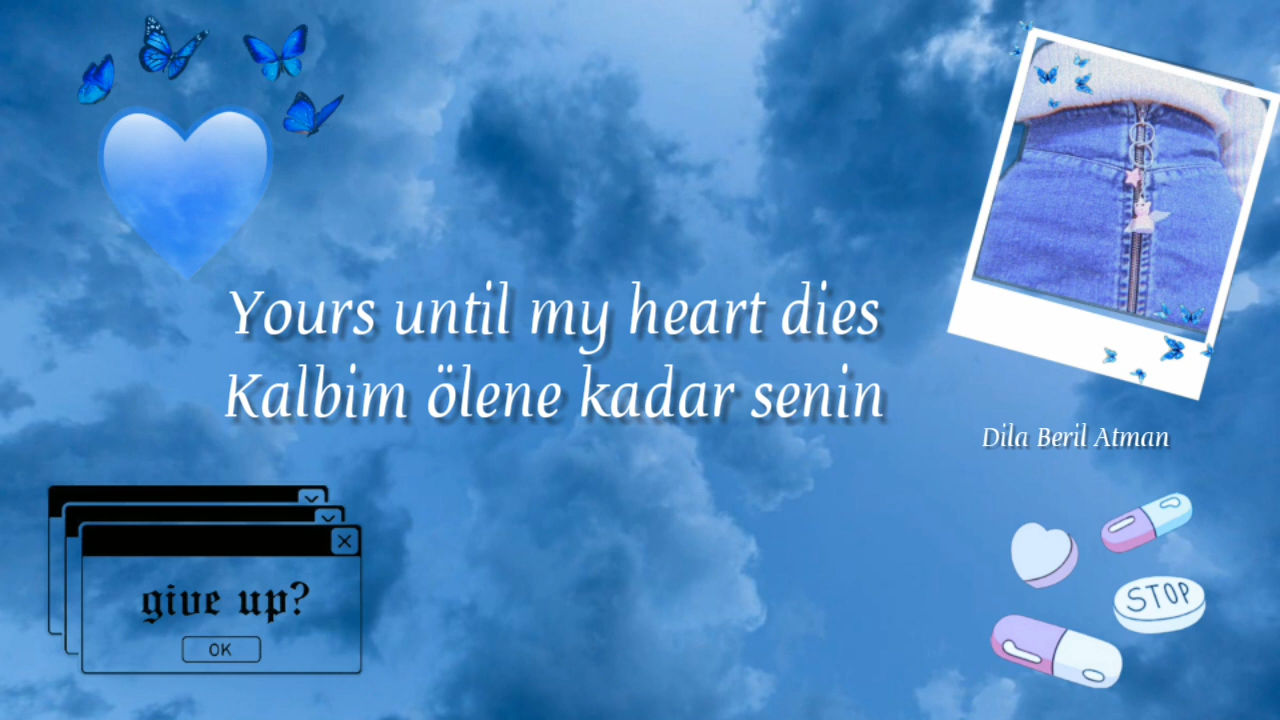 Yours until my heart dies
Kalbim ölene kadar senin
Dila Beril Atman
give up?
OK
STOP